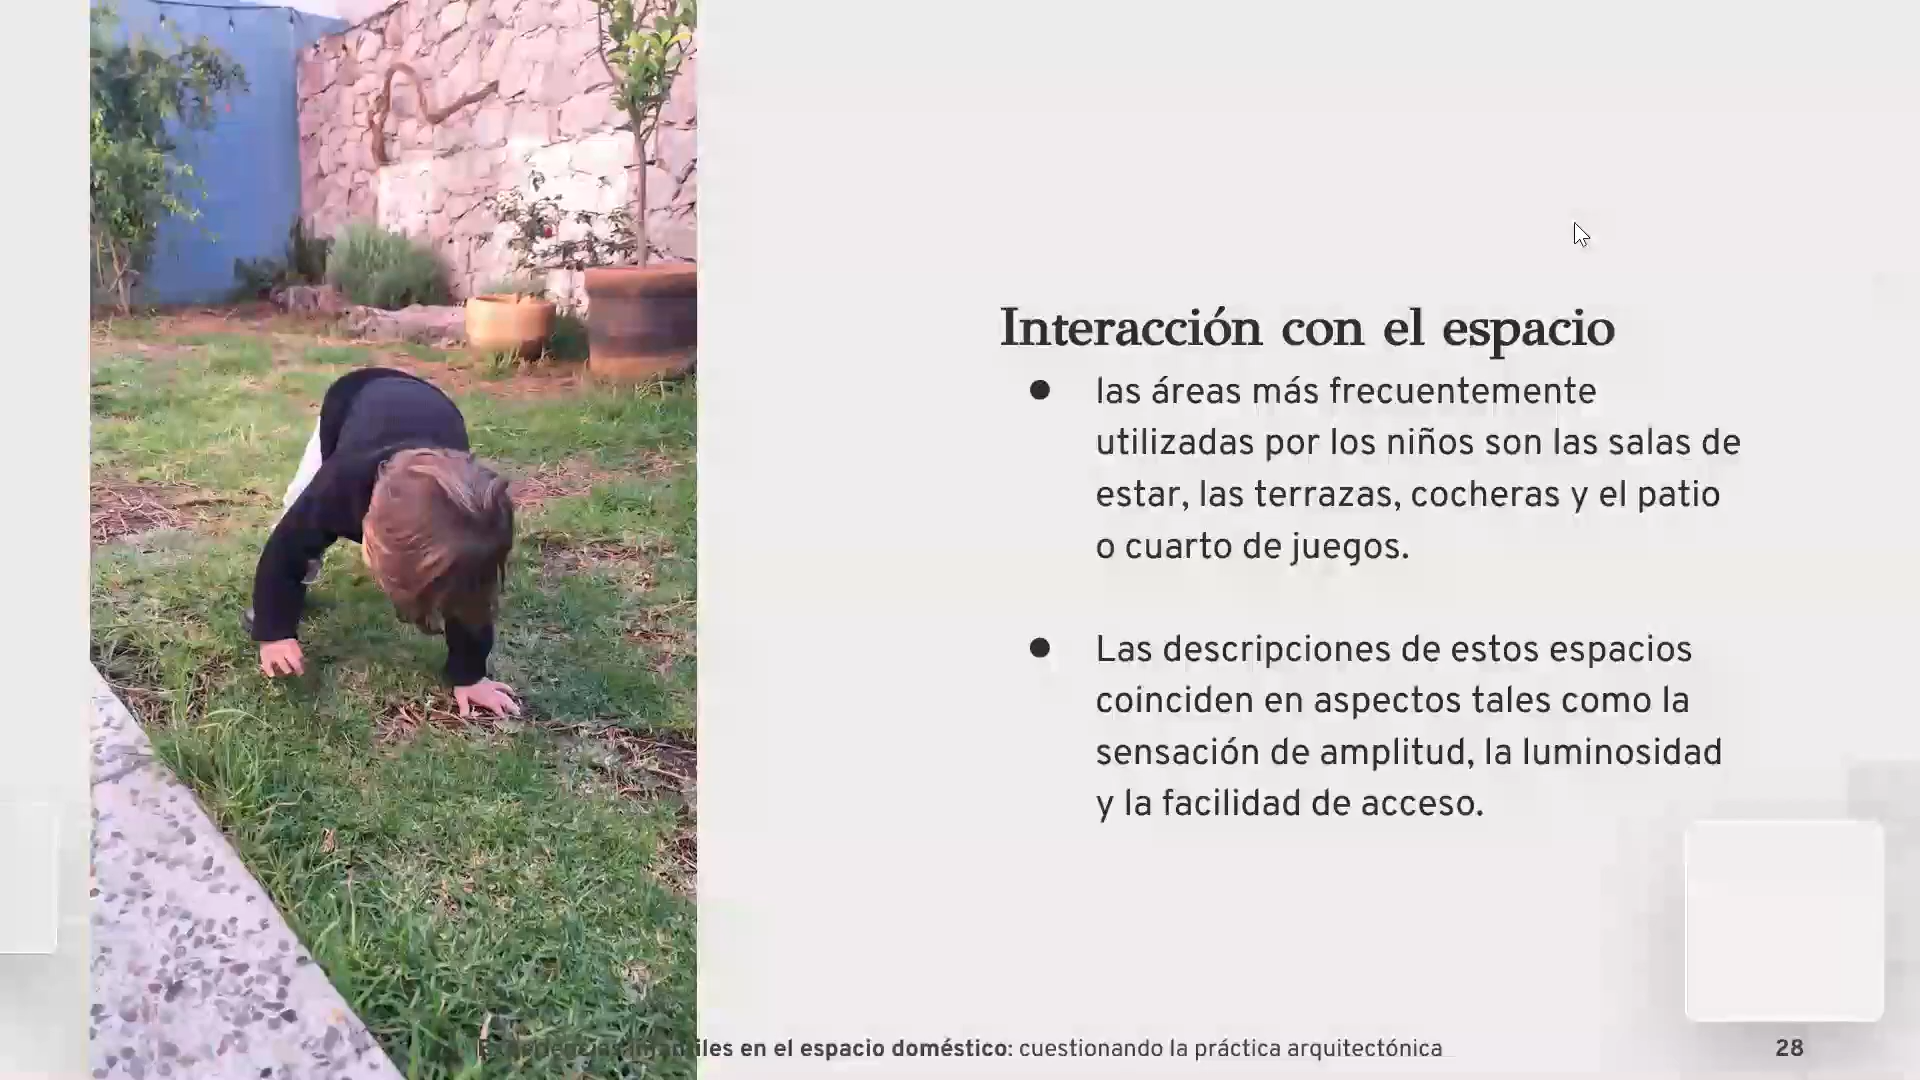 Interacción con el espacio
● las áreas más frecuentemente
utilizadas por los niños son las salas de
estar, las terrazas, cocheras y el patio
o cuarto de juegos.
● Las descripciones de estos espacios
coinciden en aspectos tales como la
sensación de amplitud, la luminosidad
y la facilidad de acceso.
Experiencias infantiles en el espacio doméstico: cuestionando la práctica arquitectónica
28